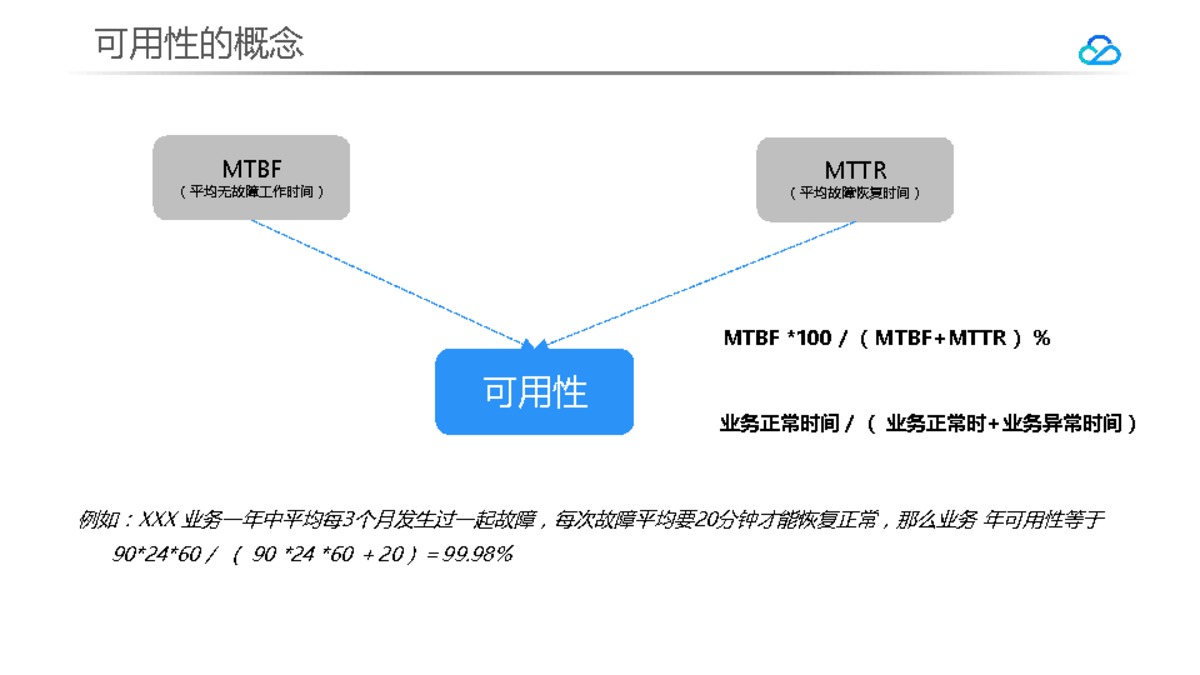 可用性的概念
MTBF
（平均无故障工作时间）
MTTR
（平均故障恢复时间）
MTBF *100 /（ MTBF+MTTR ） %
可用性
业务正常时间 / （ 业务正常时+业务异常时间 ）
例如：XXX 业务一年中平均每3个月发生过一起故障，每次故障平均要20分钟才能恢复正常，那么业务 年可用性等于
90*24*60 / （ 90 *24 *60 + 20 ）= 99.98%